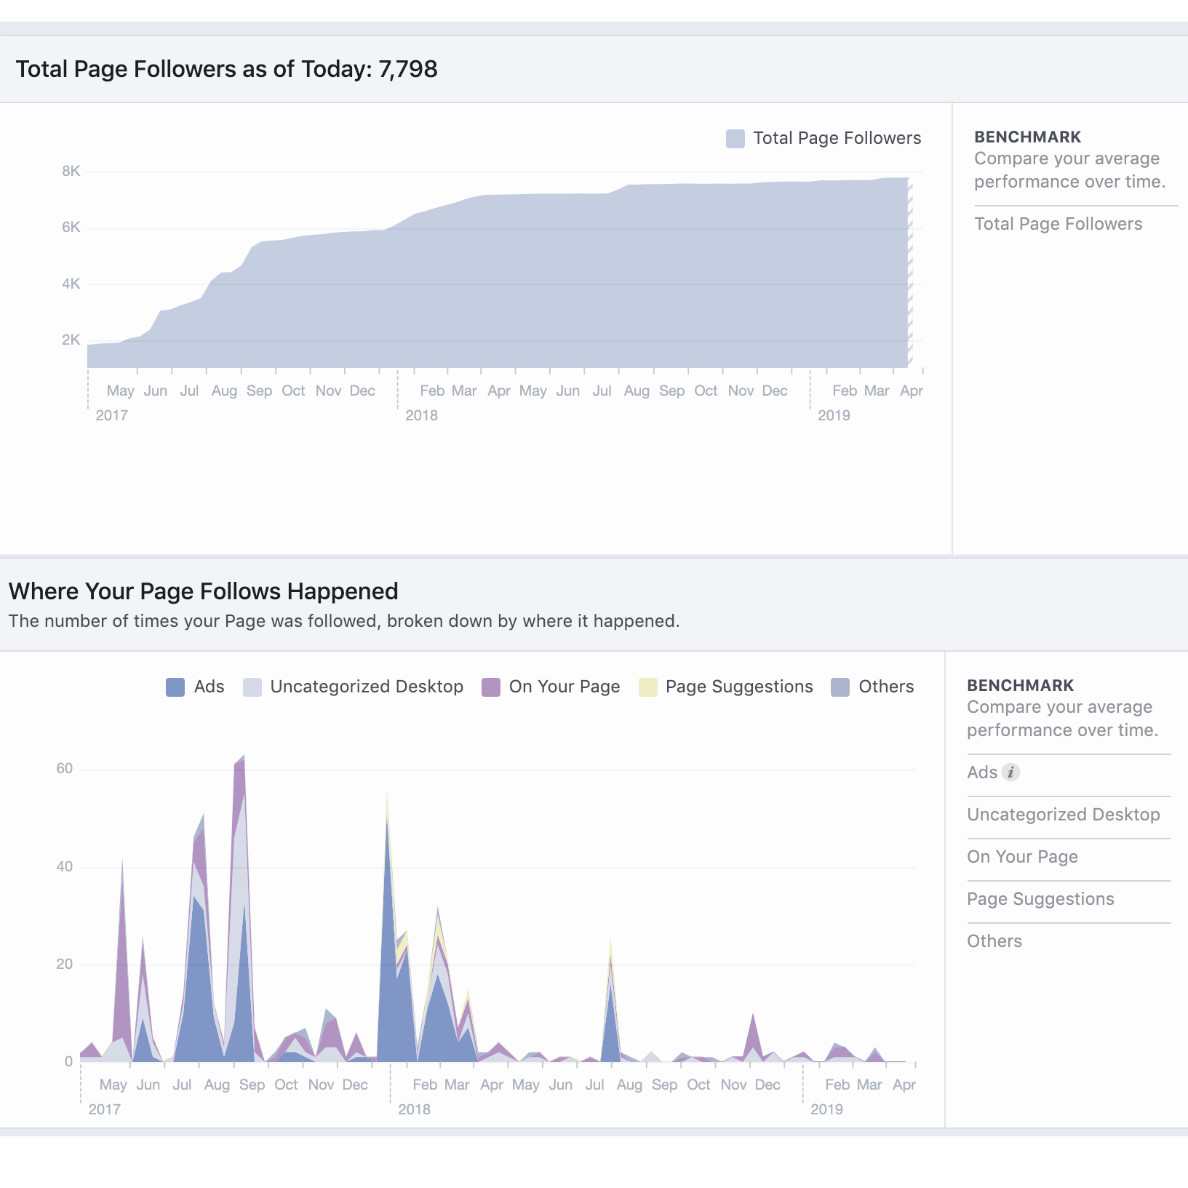 Total Page Followers as of Today: 7,798
Total Page Followers
BENCHMARK
Compare your average
performance over time.
Total Page Followers
8K
6K
4K
2K
May Jun Jul Aug Sep Oct Nov Dec Feb Mar Apr May Jun Jul Aug Sep Oct Nov Dec Feb Mar Apr
2017 2018 2019
Where Your Page Follows Happened
The number of times your Page was followed, broken down by where it happened.
Ads Uncategorized Desktop On Your Page Page Suggestions Others
BENCHMARK
Compare your average
performance over time.
Ads i
Uncategorized Desktop
On Your Page
Page Suggestions
Others
60
40
20
0
May Jun Jul Aug Sep Oct Nov Dec Feb Mar Apr May Jun Jul Aug Sep Oct Nov Dec Feb Mar Apr
2017 2018 2019